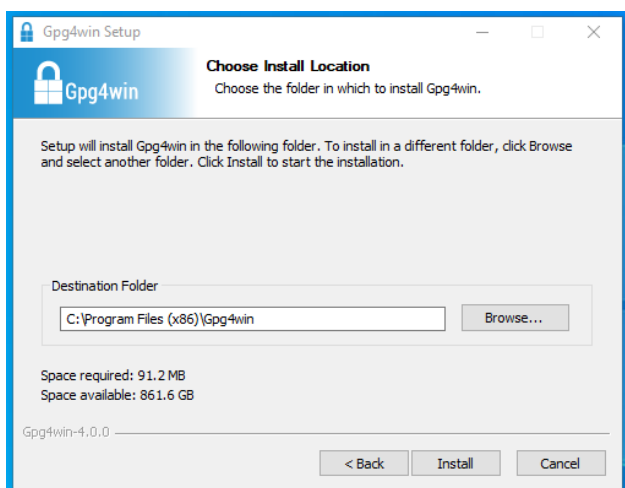 Gpg4win Setup
Gpg4win
Choose Install Location
Choose the folder in which to install Gpg4win.
Setup will install Gpg4win in the following folder. To install in a different folder, click Browse
and select another folder. Click Install to start the installation.
Destination Folder
C:\Program Files (x86)\Gpg4win
Browse...
Space required: 91.2 MB
Space available: 861.6 GB
Gpg4win-4.0.0
< Back
Install
Cancel